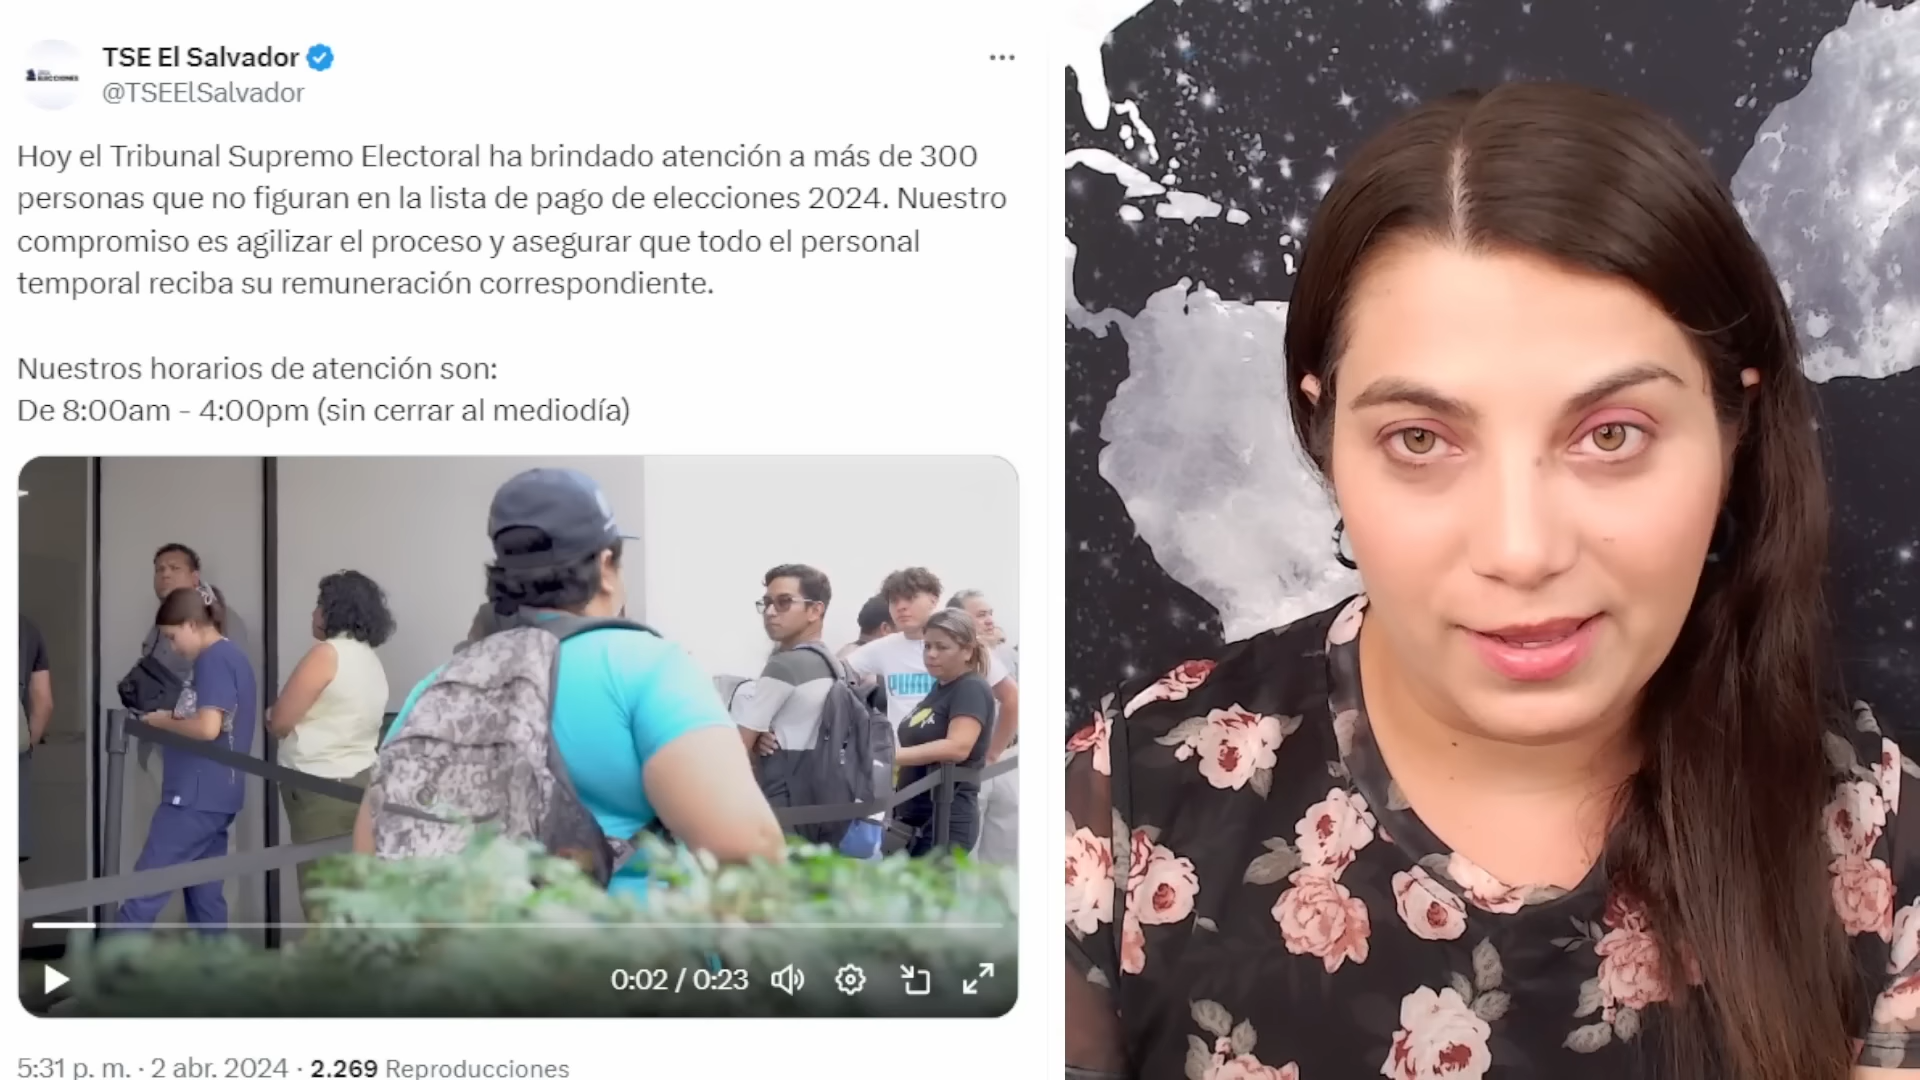 TSE El Salvador
@TSEElSalvador
Hoy el Tribunal Supremo Electoral ha brindado atención a más de 300
personas que no figuran en la lista de pago de elecciones 2024. Nuestro
compromiso es agilizar el proceso y asegurar que todo el personal
temporal reciba su remuneración correspondiente.
Nuestros horarios de atención son:
De 8:00am - 4:00pm (sin cerrar al mediodía)
PUMA
0:02 / 0:23
5:31 p. m. · 2 abr. 2024 · 2.269 Reproducciones